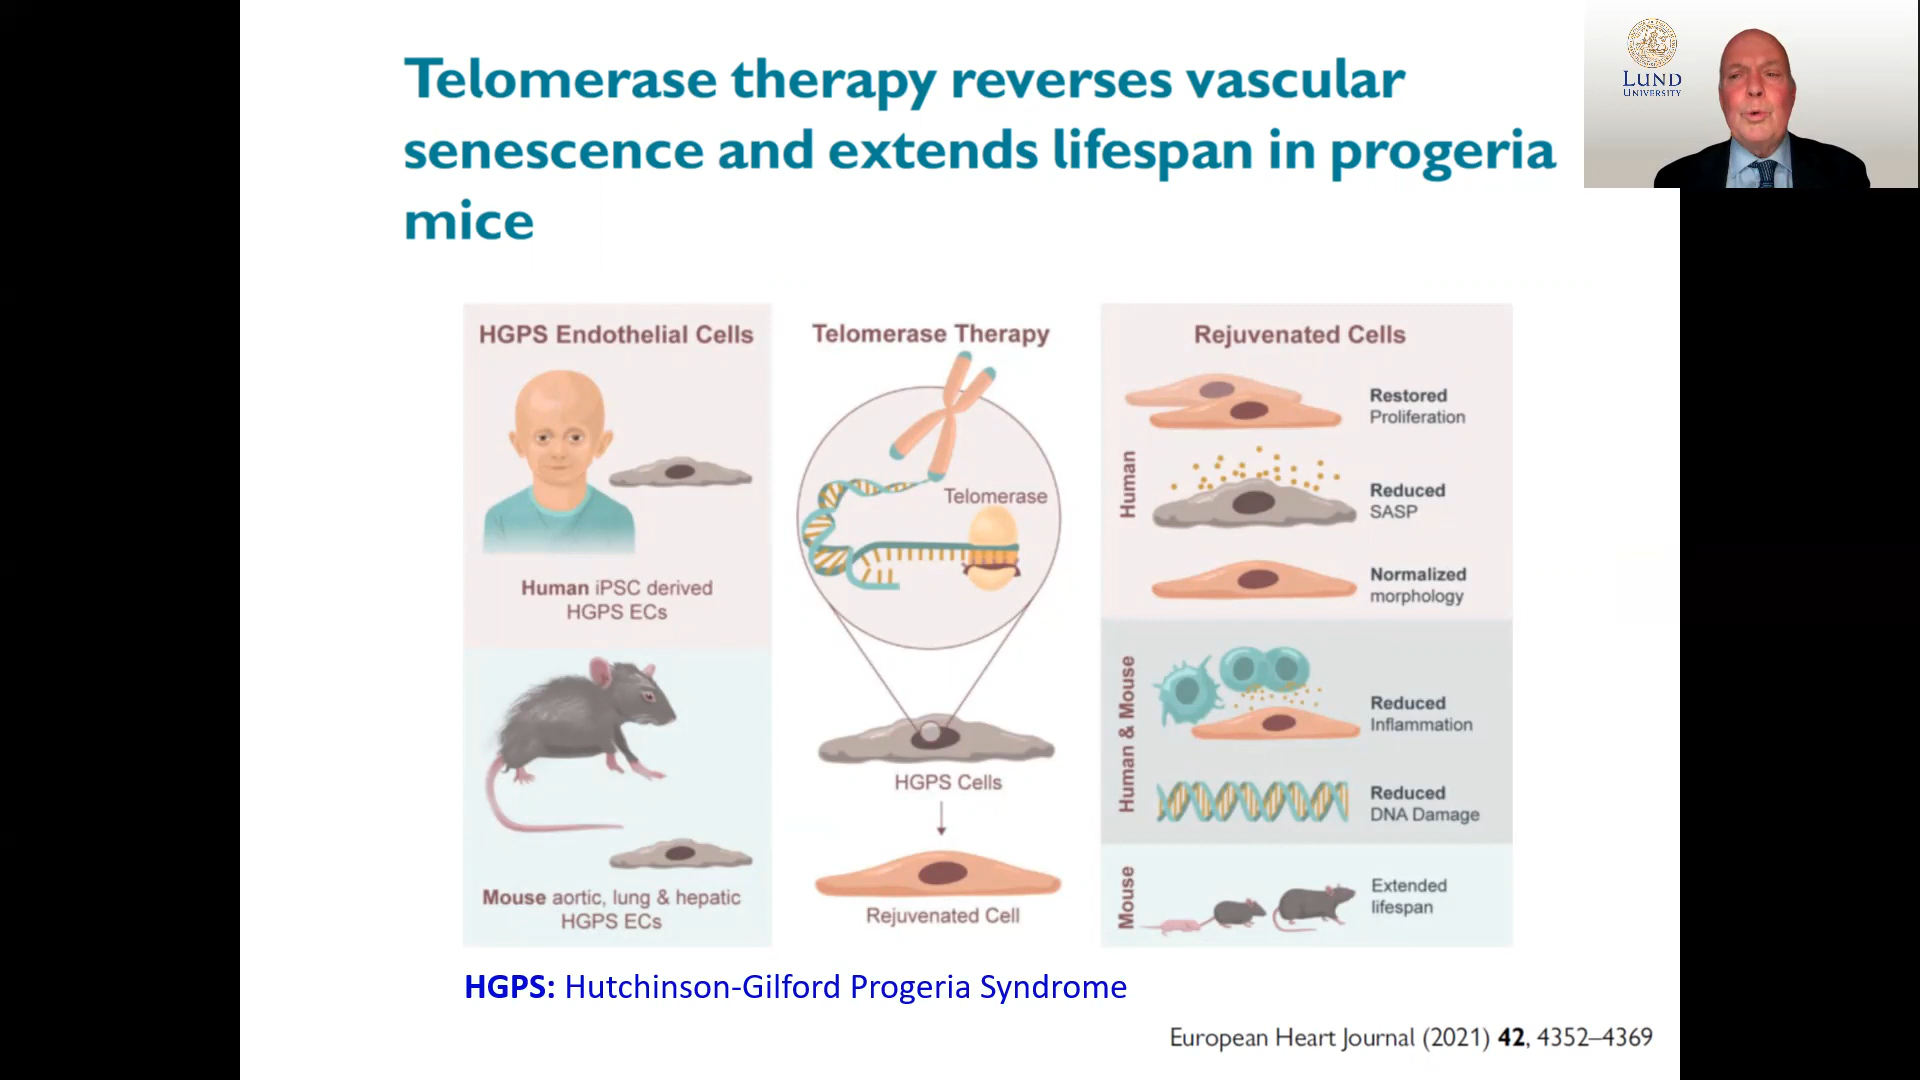 Telomerase therapy reverses vascular
senescence and extends lifespan in progeria
mice
LUND
UNIVERSITY
HGPS Endothelial Cells
Human iPSC derived
HGPS ECs
Mouse aortic, lung & hepatic
HGPS ECs
Telomerase Therapy
Telomerase
HGPS Cells
Rejuvenated Cell
Rejuvenated Cells
Human
Restored
Proliferation
Reduced
SASP
Normalized
morphology
Human & Mouse
Reduced
Inflammation
Reduced
DNA Damage
Mouse
Extended
lifespan
HGPS: Hutchinson-Gilford Progeria Syndrome
European Heart Journal (2021) 42, 4352–4369